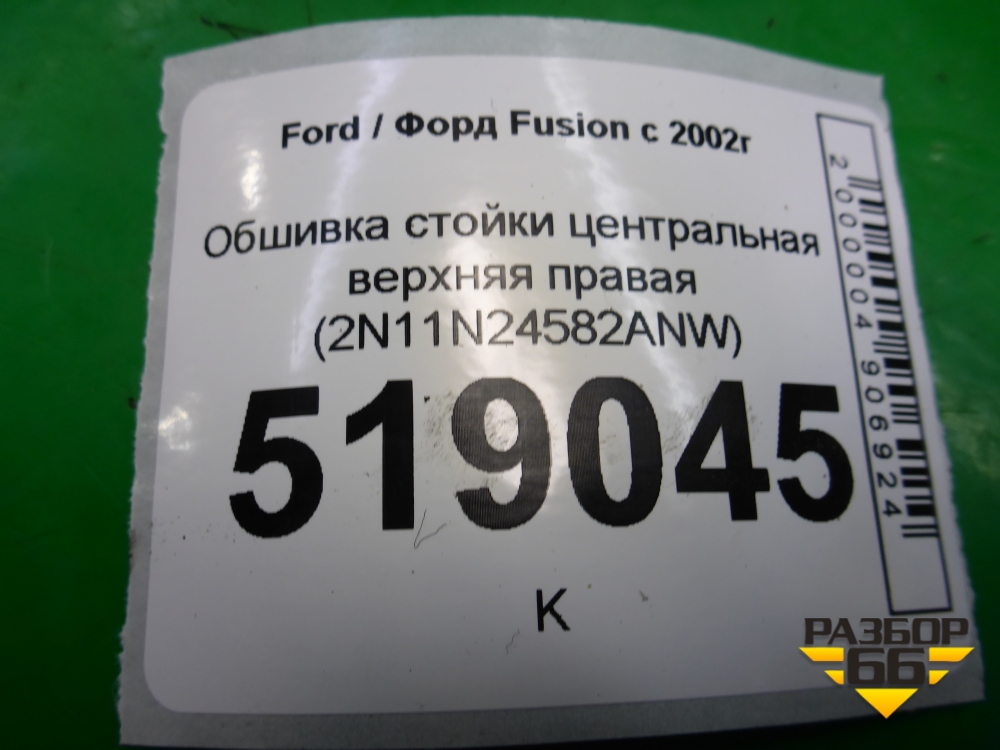 Ford / Форд Fusion с 2002г
Обшивка стойки центральная
верхняя правая
(2N11N24582ANW)
519045
К
2000004906924
РАЗБОР
66